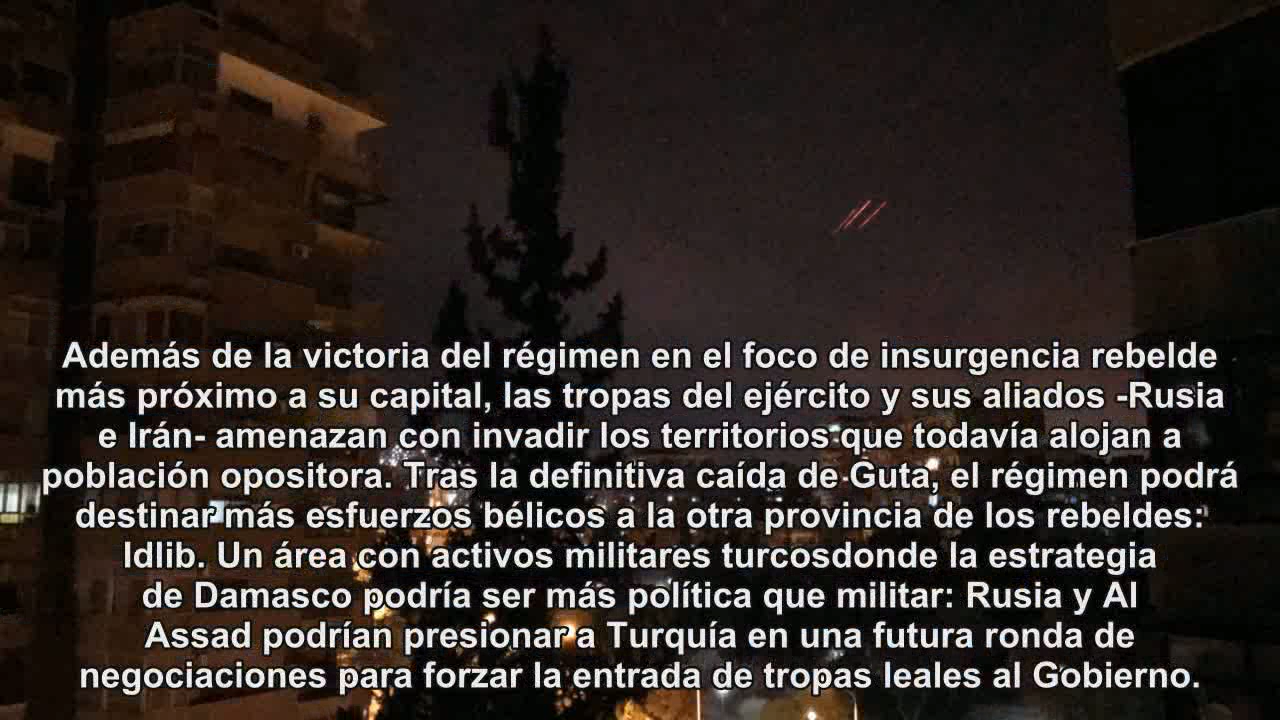 Además de la victoria del régimen en el foco de insurgencia rebelde
más próximo a su capital, las tropas del ejército y sus aliados -Rusia
e Irán- amenazan con invadir los territorios que todavía alojan a
población opositora. Tras la definitiva caída de Guta, el régimen podrá
destinar más esfuerzos bélicos a la otra provincia de los rebeldes:
Idlib. Un área con activos militares turcosdonde la estrategia
de Damasco podría ser más política que militar: Rusia y Al
Assad podrían presionar a Turquía en una futura ronda de
negociaciones para forzar la entrada de tropas leales al Gobierno.